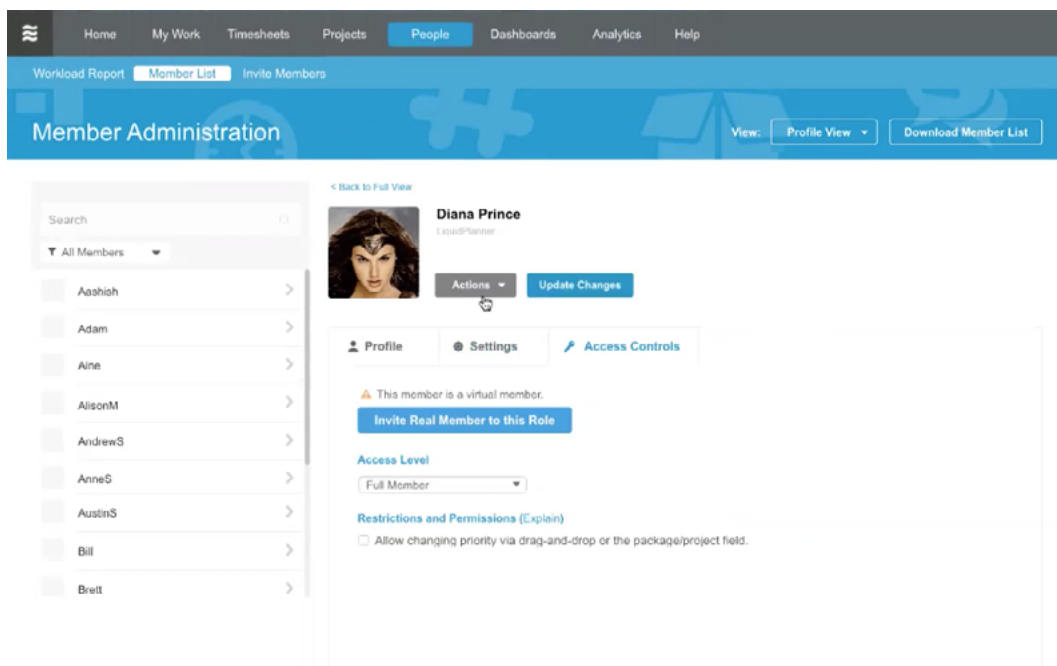 Home My Work Timesheets Projects People Dashboards Analytics Help
Workload Report Member List Invite Members
Member Administration
View: Profile View Download Member List
< Back to Full View
Diana Prince
LiquidPlanner
Search
All Members
Actions Update Changes
Aashish
Adam
Aine
AlisonM
AndrewS
AnneS
AustinS
Bill
Brett
Profile Settings Access Controls
This member is a virtual member.
Invite Real Member to this Role
Access Level
Full Member
Restrictions and Permissions (Explain)
Allow changing priority via drag-and-drop or the package/project field.